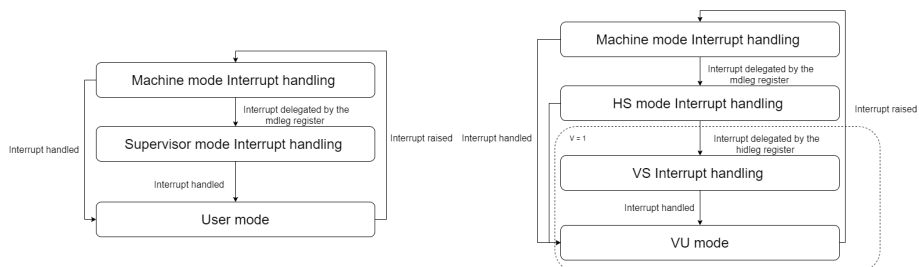 Machine mode Interrupt handling
Interrupt delegated by the
mdleg register
Supervisor mode Interrupt handling
Interrupt handled
Interrupt raised
Interrupt handled
User mode
Machine mode Interrupt handling
Interrupt delegated by the
mdleg register
HS mode Interrupt handling
Interrupt raised
Interrupt handled
V = 1
Interrupt delegated by the
hidleg register
VS Interrupt handling
Interrupt handled
VU mode